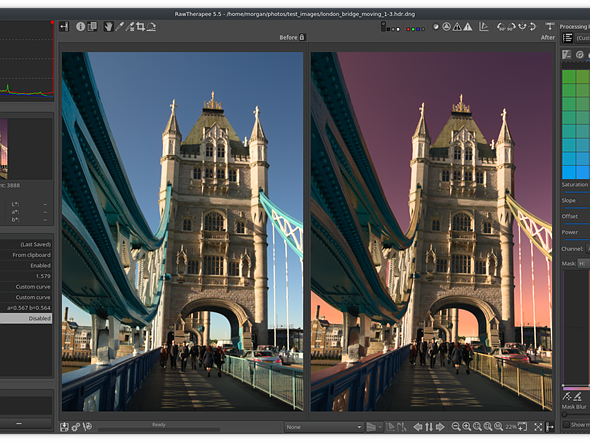 RawTherapee 5.5 - /home/morgan/photos/test_images/london_bridge_moving_1-3.hdr.dng
Processing
Before
After
(Cust
3888
L*: --
a*: --
b*: --
Saturation
Slope
Offset
Power
Channel:
Mask: H:
(Last Saved)
From clipboard
Enabled
1.579
Custom curve
Custom curve
a=0.567 b=0.564
Disabled
Mask Blur
Show m
Ready
None
22%